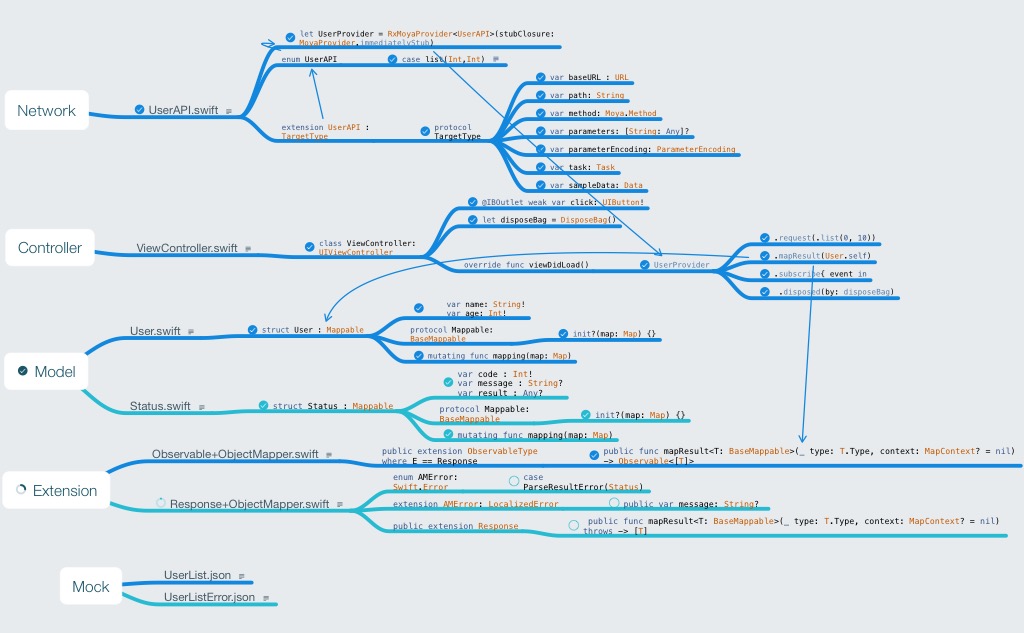 let UserProvider = RxMoyaProvider<UserAPI>(stubClosure:
MoyaProvider.immediatelyStub)
enum UserAPI
case list(Int,Int)
Network
UserAPI.swift
extension UserAPI :
TargetType
protocol
TargetType
var baseURL : URL
var path: String
var method: Moya.Method
var parameters: [String: Any]?
var parameterEncoding: ParameterEncoding
var task: Task
var sampleData: Data
Controller
ViewController.swift
class ViewController:
UIViewController
@IBOutlet weak var click: UIButton!
let disposeBag = DisposeBag()
override func viewDidLoad()
UserProvider
.request(.list(0, 10))
.mapResult(User.self)
.subscribe{ event in
.disposed(by: disposeBag)
Model
User.swift
struct User : Mappable
var name: String!
var age: Int!
protocol Mappable:
BaseMappable
init?(map: Map) {}
mutating func mapping(map: Map)
Status.swift
struct Status : Mappable
var code : Int!
var message : String?
var result : Any?
protocol Mappable:
BaseMappable
init?(map: Map) {}
mutating func mapping(map: Map)
Extension
Observable+ObjectMapper.swift
public extension ObservableType
where E == Response
public func mapResult<T: BaseMappable>(_ type: T.Type, context: MapContext? = nil)
-> Observable<[T]>
Response+ObjectMapper.swift
enum AMError:
Swift.Error
case
ParseResultError(Status)
extension AMError: LocalizedError
public var message: String?
public extension Response
public func mapResult<T: BaseMappable>(_ type: T.Type, context: MapContext? = nil)
throws -> [T]
Mock
UserList.json
UserListError.json